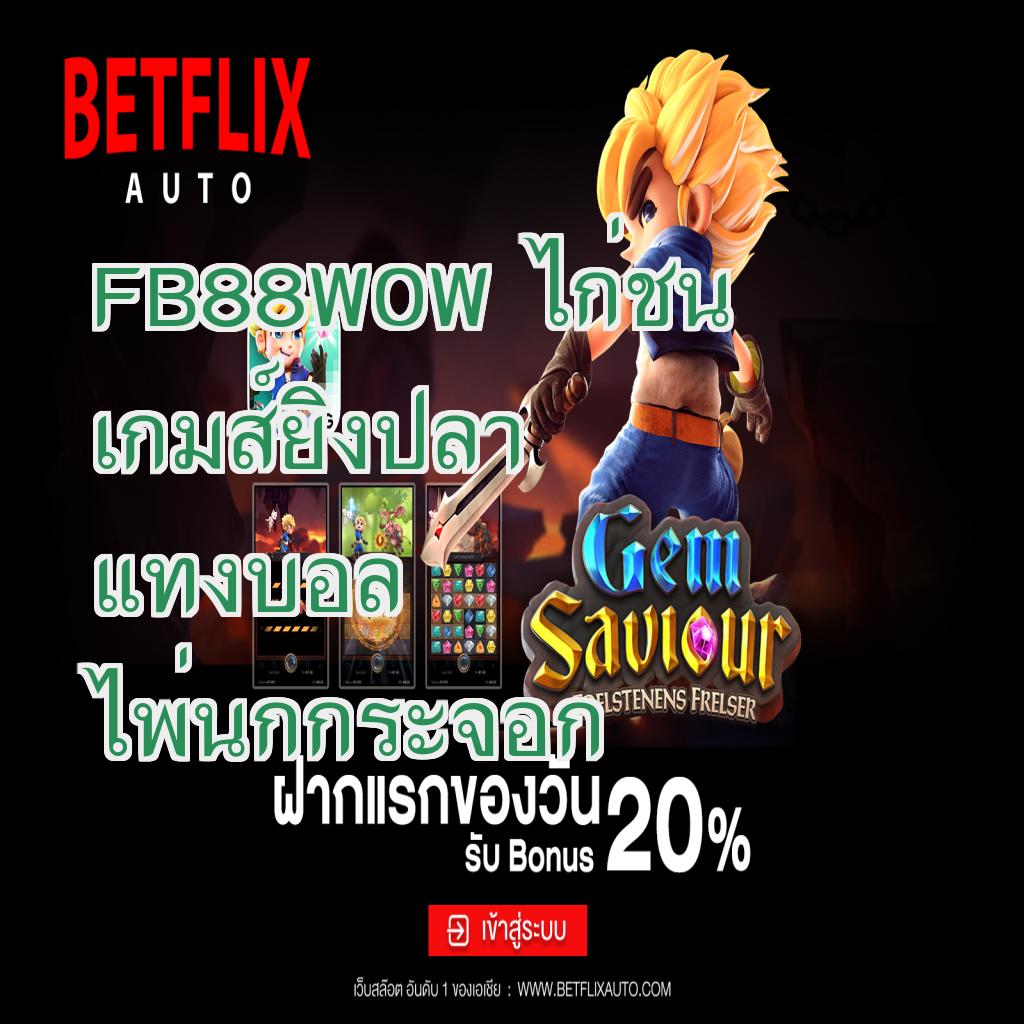 BETFLIX
AUTO
FB88WOW ไก่ชน
เกมส์ยิงปลา
แทงบอล
ไพ่นกกระจอก
Gem
Saviour
EDELSTENENS FRELSER
ฝากแรกของวัน
รับ Bonus 20%
เข้าสู่ระบบ
เว็บสล๊อต อันดับ 1 ของเอเชีย : WWW.BETFLIXAUTO.COM